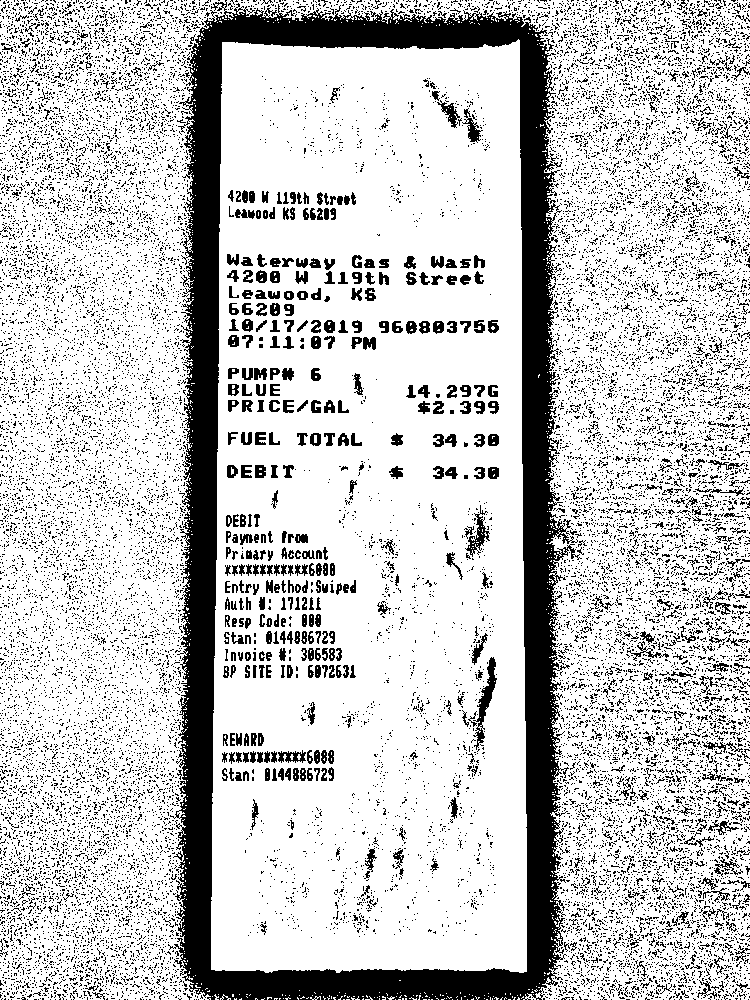 4200 W 119th Street
Leawood KS 66209
Waterway Gas & Wash
4200 W 119th Street
Leawood, KS
66209
10/17/2019 960803755
07:11:07 PM
PUMP# 6
BLUE 14.297G
PRICE/GAL $2.399
FUEL TOTAL $ 34.30
DEBIT $ 34.30
DEBIT
Payment from
Primary Account
************6088
Entry Method:Swiped
Auth #: 171211
Resp Code: 000
Stan: 0144886729
Invoice #: 306583
BP SITE ID: 6072631
REWARD
************6088
Stan: 0144886729